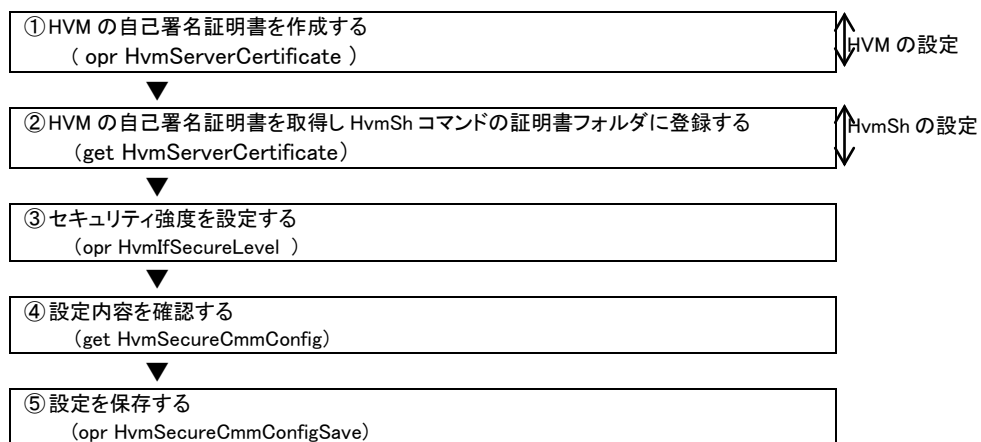 ①HVM の自己署名証明書を作成する
( opr HvmServerCertificate )
HVM の設定
▼
②HVM の自己署名証明書を取得し HvmSh コマンドの証明書フォルダに登録する
(get HvmServerCertificate)
HvmSh の設定
▼
③セキュリティ強度を設定する
(opr HvmIfSecureLevel )
▼
④設定内容を確認する
(get HvmSecureCmmConfig)
▼
⑤設定を保存する
(opr HvmSecureCmmConfigSave)